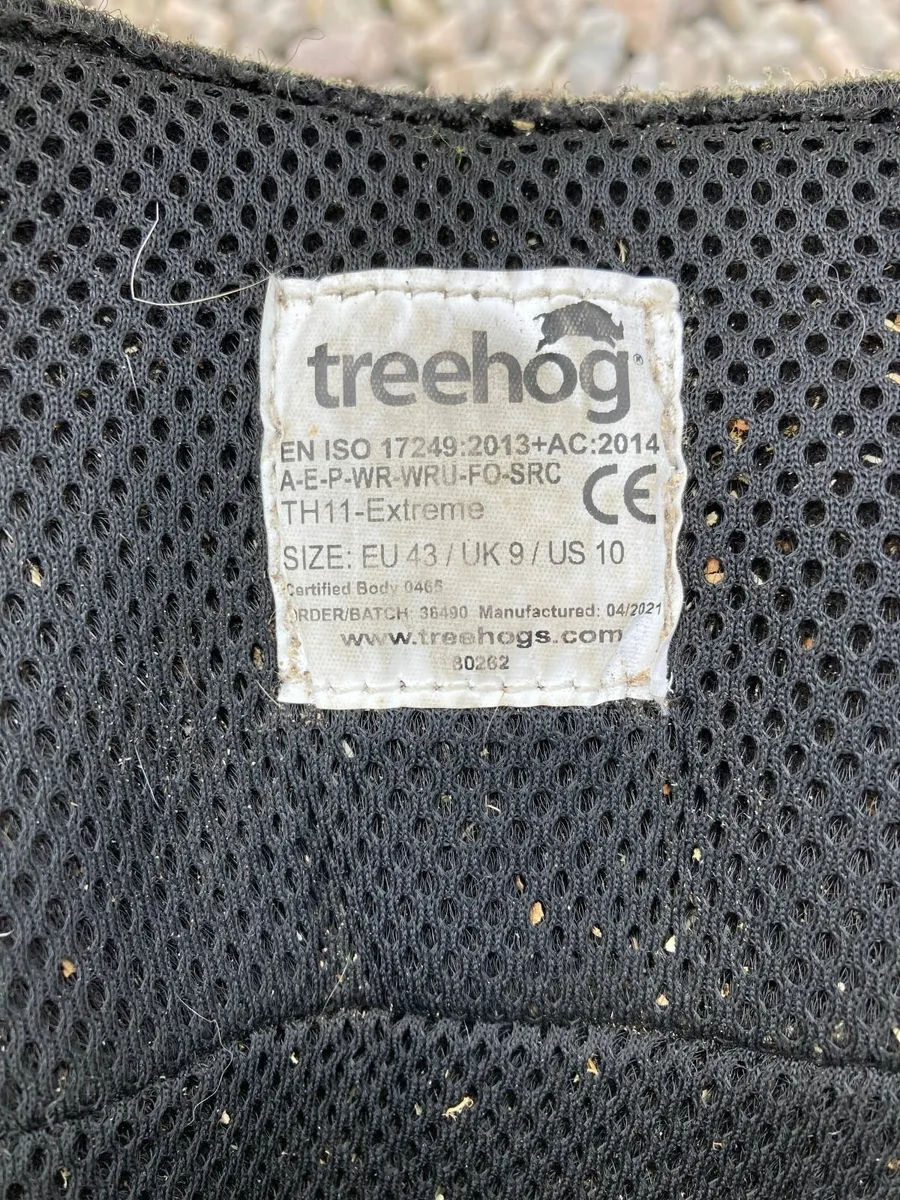 treehog®
EN ISO 17249:2013+AC:2014
A-E-P-WR-WRU-FO-SRC
CE
TH11-Extreme
SIZE: EU 43 / UK 9 / US 10
Certified Body 0465
ORDER/BATCH: 36490 Manufactured: 04/2021
www.treehogs.com
80262